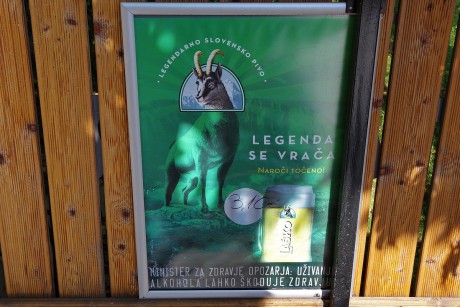 LEGENDARNO SLOVENSKO PIVO
LEGENDA
SE VRAČA
NAROČI TOČENO!
LAŠKO
MINISTER ZA ZDRAVJE OPOZARJA: UŽIVANJE
ALKOHOLA LAHKO ŠKODUJE ZDRAVJU!